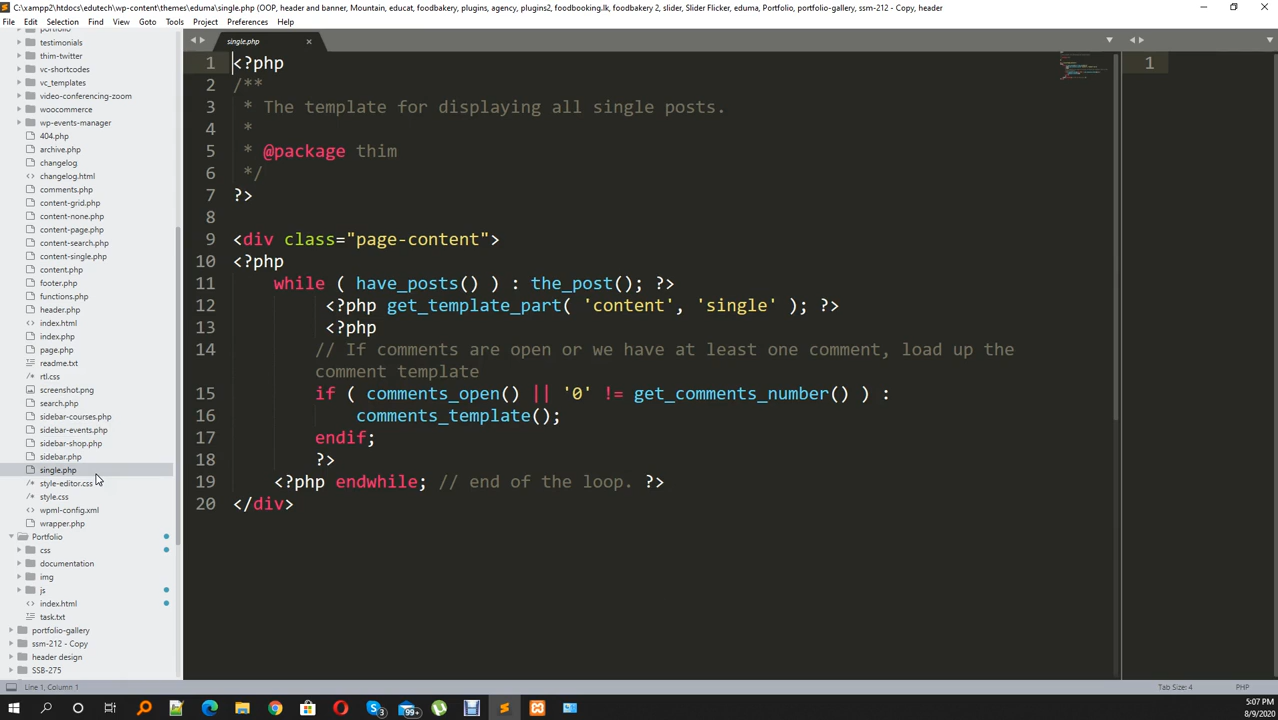 C:\xampp2\htdocs\edutech\wp-content\themes\eduma\single.php (OOP, header and banner, Mountain, educat, foodbakery, plugins, agency, plugins2, foodbooking.lk, foodbakery 2, slider, Slider Flicker, eduma, Portfolio, portfolio-gallery, ssm-212 - Copy, header
File Edit Selection Find View Goto Tools Project Preferences Help
portfolio
testimonials
thim-twitter
vc-shortcodes
vc_templates
video-conferencing-zoom
woocommerce
wp-events-manager
404.php
archive.php
changelog
changelog.html
comments.php
content-grid.php
content-none.php
content-page.php
content-search.php
content-single.php
content.php
footer.php
functions.php
header.php
index.html
index.php
page.php
readme.txt
rtl.css
screenshot.png
search.php
sidebar-courses.php
sidebar-events.php
sidebar-shop.php
sidebar.php
single.php
style-editor.css
style.css
wpml-config.xml
wrapper.php
Portfolio
css
documentation
img
js
index.html
task.txt
portfolio-gallery
ssm-212 - Copy
header design
SSB-275
single.php
1 <?php
2 /**
3 * The template for displaying all single posts.
4 *
5 * @package thim
6 */
7 ?>
8
9 <div class="page-content">
10 <?php
11 while ( have_posts() ) : the_post(); ?>
12 <?php get_template_part( 'content', 'single' ); ?>
13 <?php
14 // If comments are open or we have at least one comment, load up the
comment template
15 if ( comments_open() || '0' != get_comments_number() ) :
16 comments_template();
17 endif;
18 ?>
19 <?php endwhile; // end of the loop. ?>
20 </div>
1
Line 1, Column 1
Tab Size: 4 PHP
3 99+
5:07 PM
8/9/2020